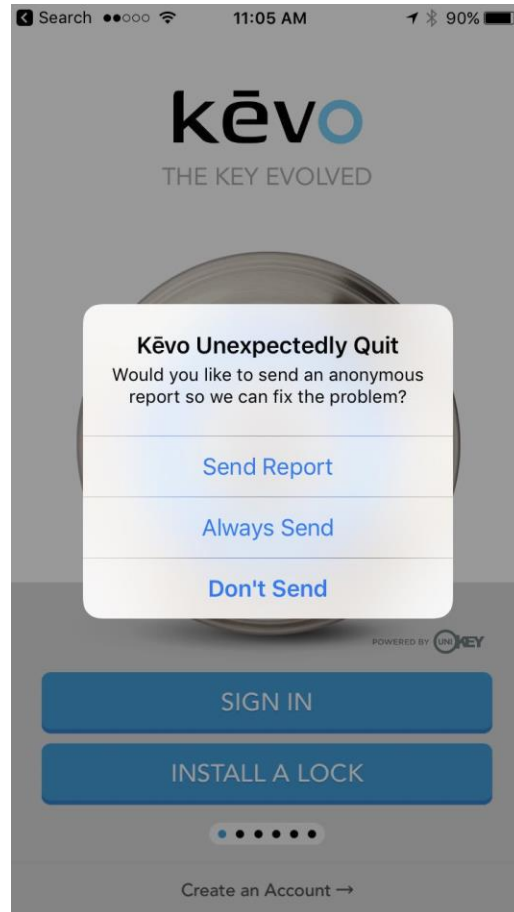 Search 11:05 AM 90%
kēvo
THE KEY EVOLVED
Kēvo Unexpectedly Quit
Would you like to send an anonymous
report so we can fix the problem?
Send Report
Always Send
Don't Send
POWERED BY UNIKEY
SIGN IN
INSTALL A LOCK
Create an Account →